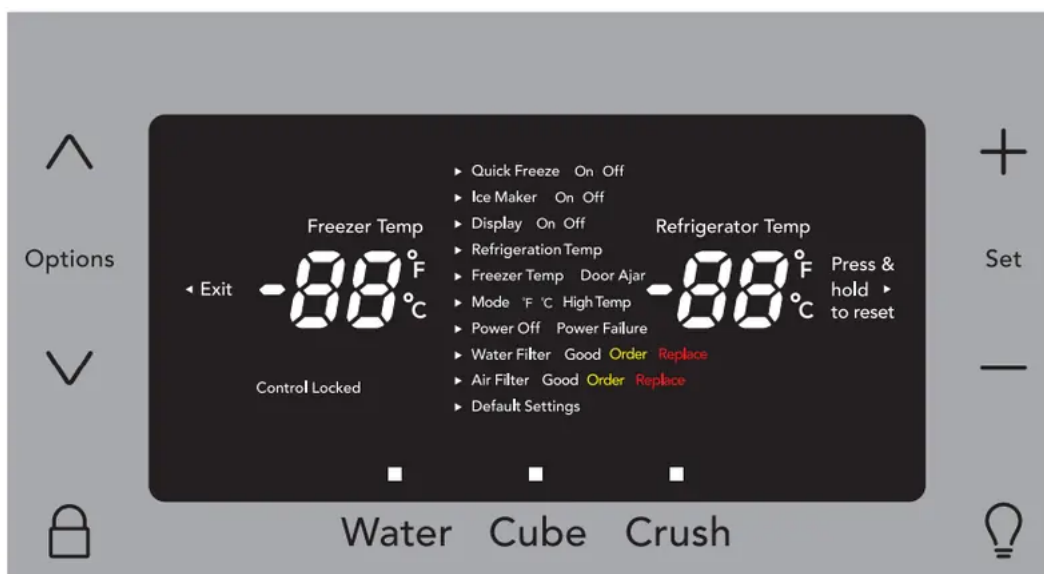 Options
◂ Exit
Freezer Temp
-88 °F °C
Control Locked
▸ Quick Freeze On Off
▸ Ice Maker On Off
▸ Display On Off
▸ Refrigeration Temp
▸ Freezer Temp Door Ajar
▸ Mode °F °C High Temp
▸ Power Off Power Failure
▸ Water Filter Good Order Replace
▸ Air Filter Good Order Replace
▸ Default Settings
Refrigerator Temp
-88 °F °C
Press &
hold ▸
to reset
Set
Water Cube Crush